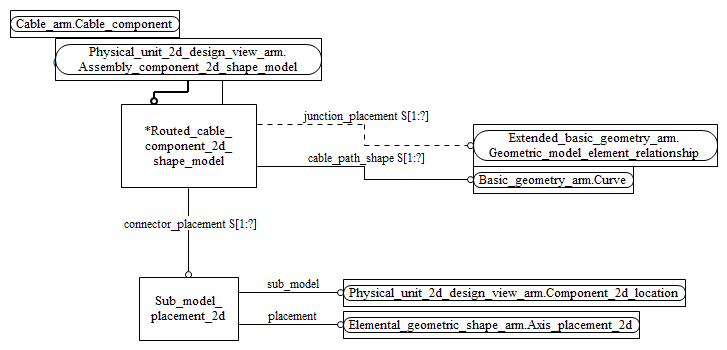 Cable_arm.Cable_component
Physical_unit_2d_design_view_arm.
Assembly_component_2d_shape_model
*Routed_cable_
component_2d_
shape_model
junction_placement S[1:?]
Extended_basic_geometry_arm.
Geometric_model_element_relationship
cable_path_shape S[1:?]
Basic_geometry_arm.Curve
connector_placement S[1:?]
Sub_model_
placement_2d
sub_model
Physical_unit_2d_design_view_arm.Component_2d_location
placement
Elemental_geometric_shape_arm.Axis_placement_2d